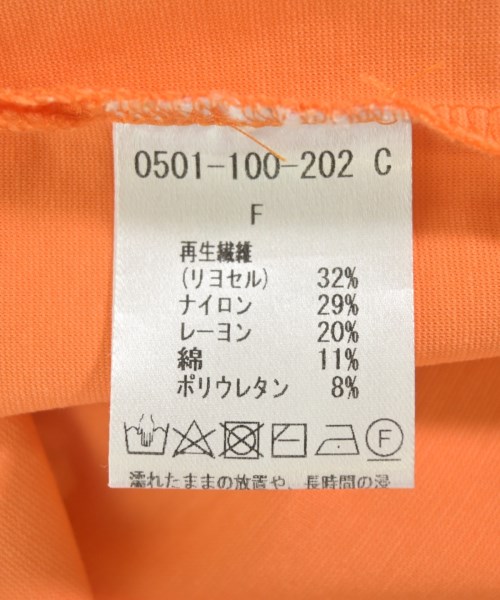 0501-100-202 C
F
再生繊維
(リヨセル) 32%
ナイロン 29%
レーヨン 20%
綿 11%
ポリウレタン 8%
F
濡れたままの放置や、長時間の浸